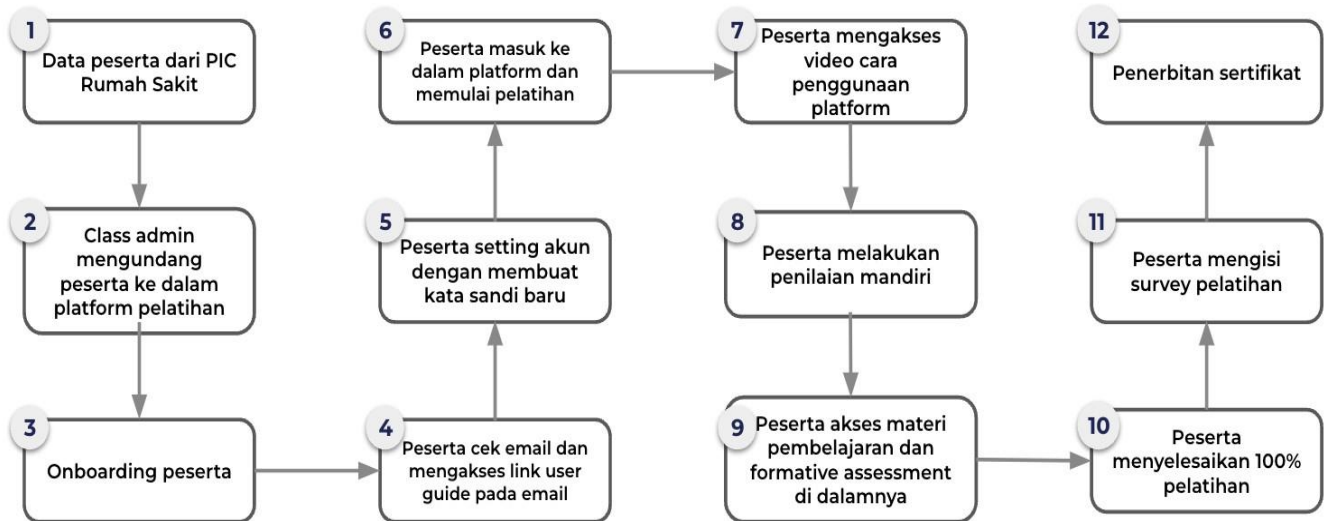 1
Data peserta dari PIC
Rumah Sakit
2
Class admin
mengundang
peserta ke dalam
platform pelatihan
3
Onboarding peserta
4
Peserta cek email dan
mengakses link user
guide pada email
5
Peserta setting akun
dengan membuat
kata sandi baru
6
Peserta masuk ke
dalam platform dan
memulai pelatihan
7
Peserta mengakses
video cara
penggunaan
platform
8
Peserta melakukan
penilaian mandiri
9
Peserta akses materi
pembelajaran dan
formative assessment
di dalamnya
10
Peserta
menyelesaikan 100%
pelatihan
11
Peserta mengisi
survey pelatihan
12
Penerbitan sertifikat